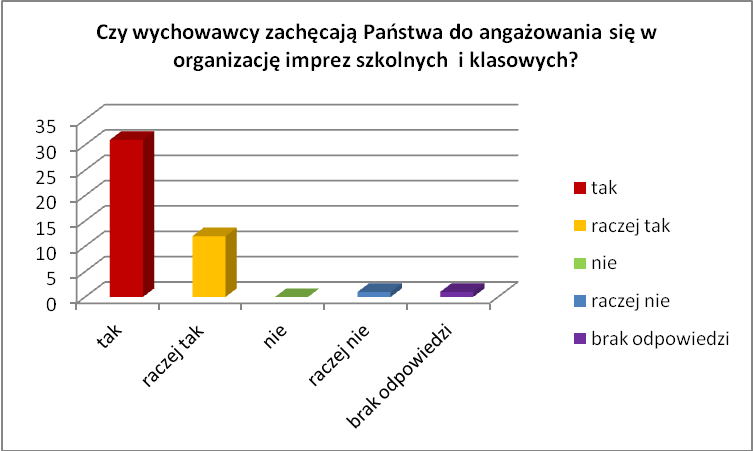 Czy wychowawcy zachęcają Państwa do angażowania się w
organizację imprez szkolnych i klasowych?
35
30
25
20
15
10
5
0
tak
raczej tak
nie
raczej nie
brak odpowiedzi
tak
raczej tak
nie
raczej nie
brak odpowiedzi